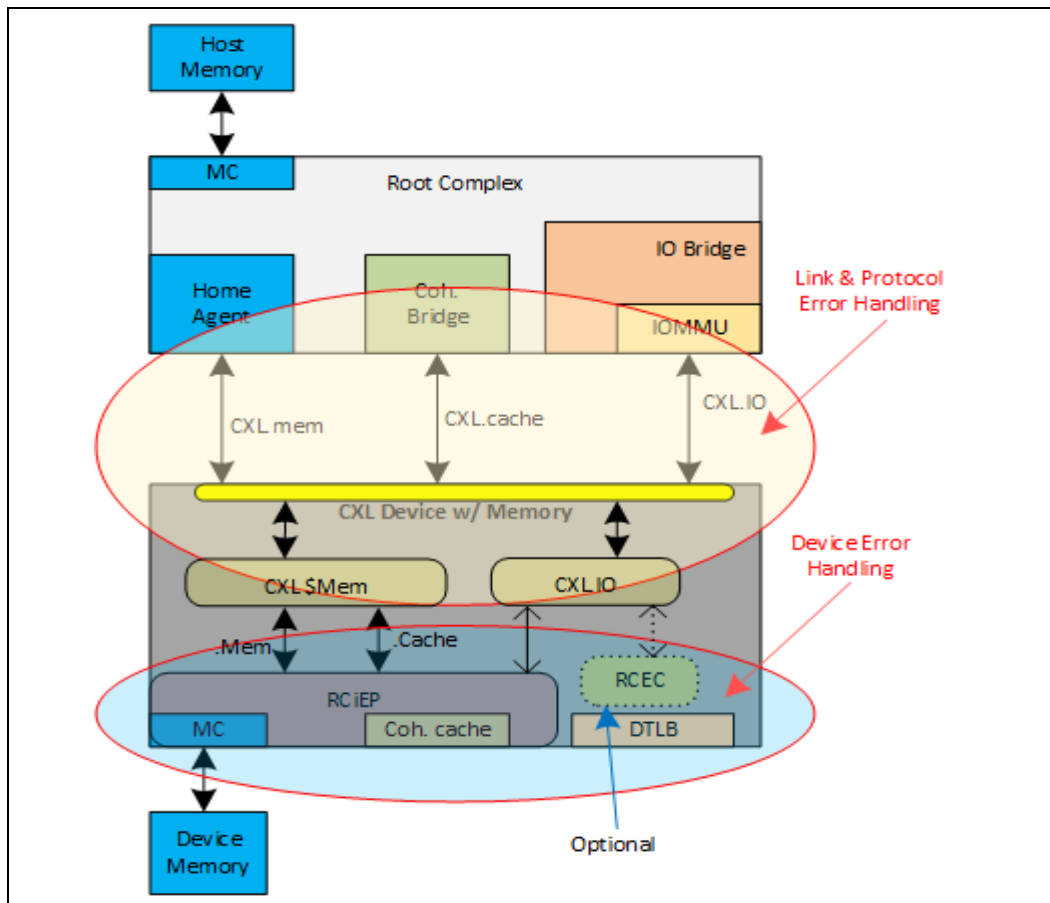 Host
Memory
MC
Root Complex
IO Bridge
Home
Agent
Coh.
Bridge
IOMMU
Link & Protocol
Error Handling
CXL.mem
CXL.cache
CXL.IO
CXL Device w/ Memory
Device Error
Handling
CXL $Mem
CXL.IO
.Mem
.Cache
RCEC
RCiEP
MC
Coh. cache
DTLB
Optional
Device
Memory